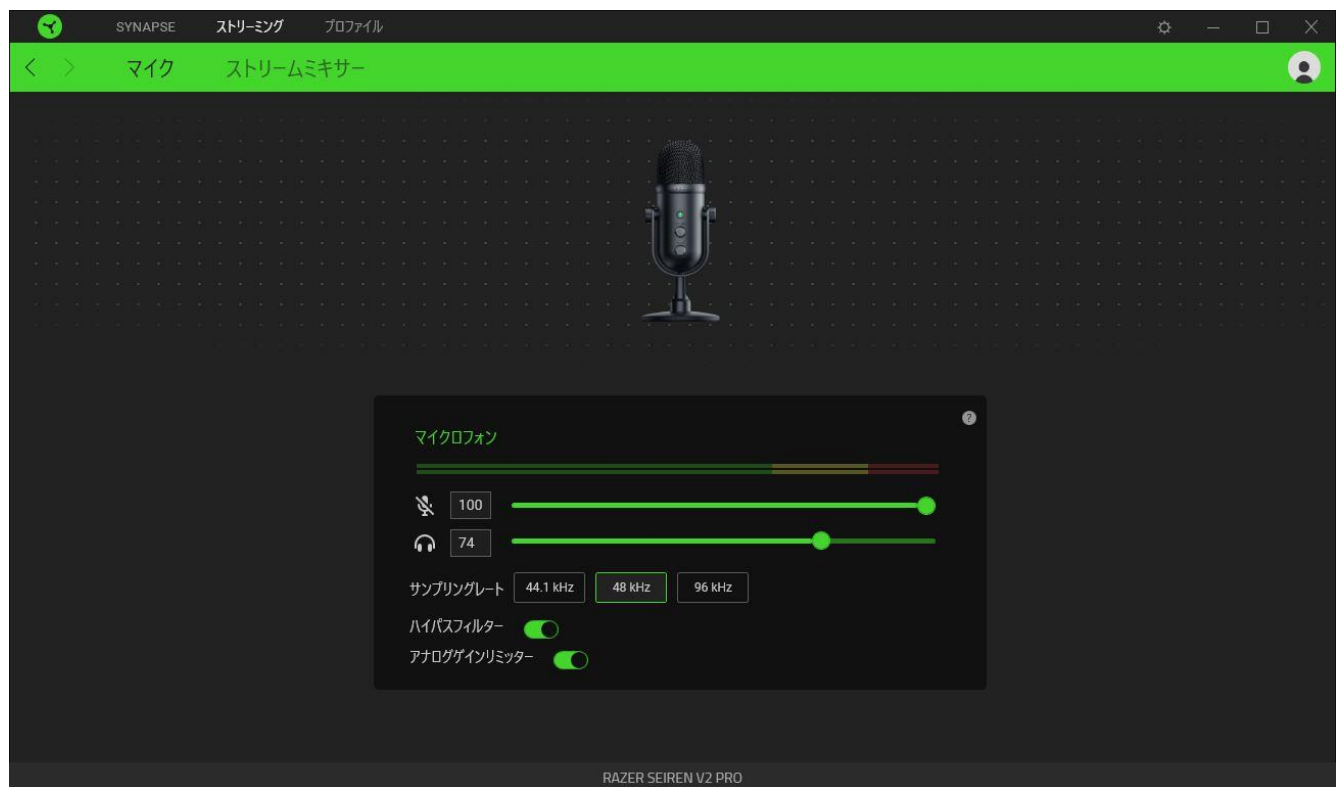 SYNAPSE ストリーミング プロファイル
マイク ストリームミキサー
?
マイクロフォン
100
74
サンプリングレート 44.1 kHz 48 kHz 96 kHz
ハイパスフィルター
アナログゲインリミッター
RAZER SEIREN V2 PRO